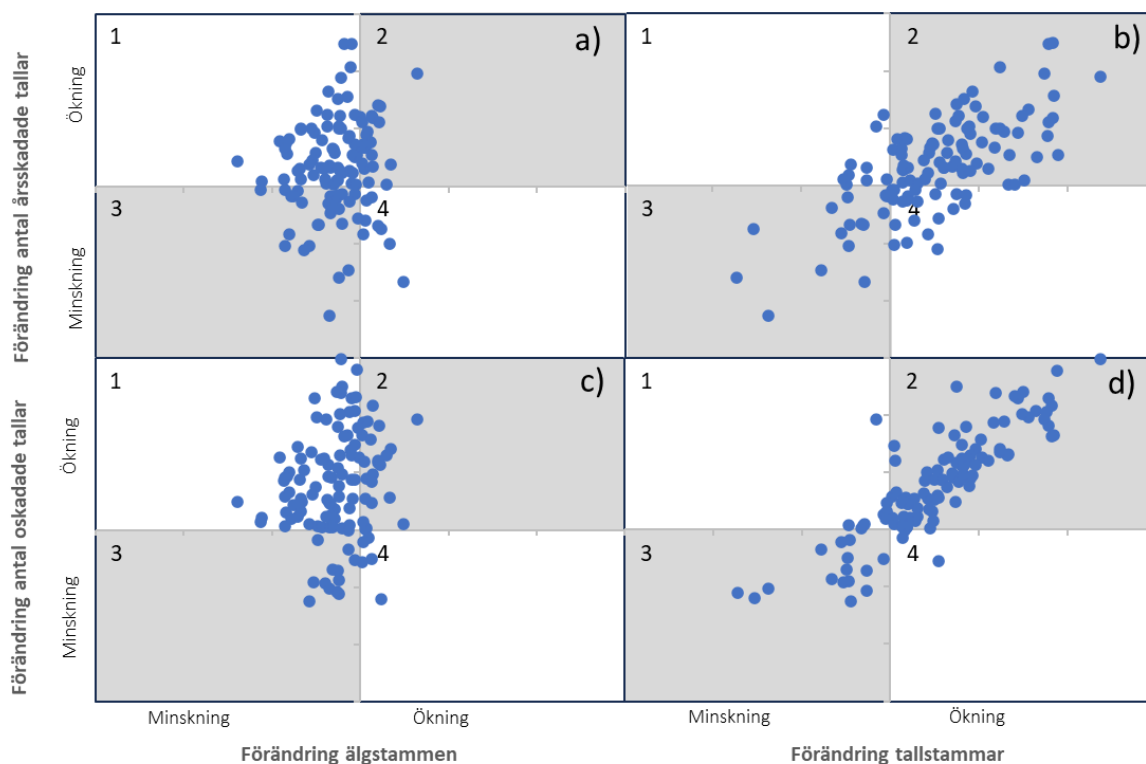 1
2
a)
1
2
b)
Förändring antal årsskadade tallar
Ökning
Minskning
3
4
3
4
1
2
c)
1
2
d)
Förändring antal oskadade tallar
Ökning
Minskning
3
4
3
4
Minskning
Ökning
Minskning
Ökning
Förändring älgstammen
Förändring tallstammar